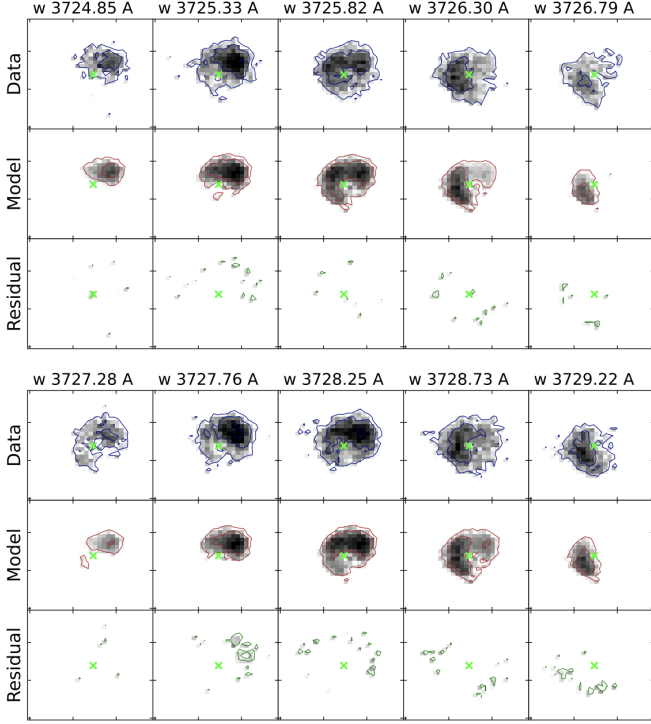 w 3724.85 A w 3725.33 A w 3725.82 A w 3726.30 A w 3726.79 A
Data
Model
Residual
w 3727.28 A w 3727.76 A w 3728.25 A w 3728.73 A w 3729.22 A
Data
Model
Residual